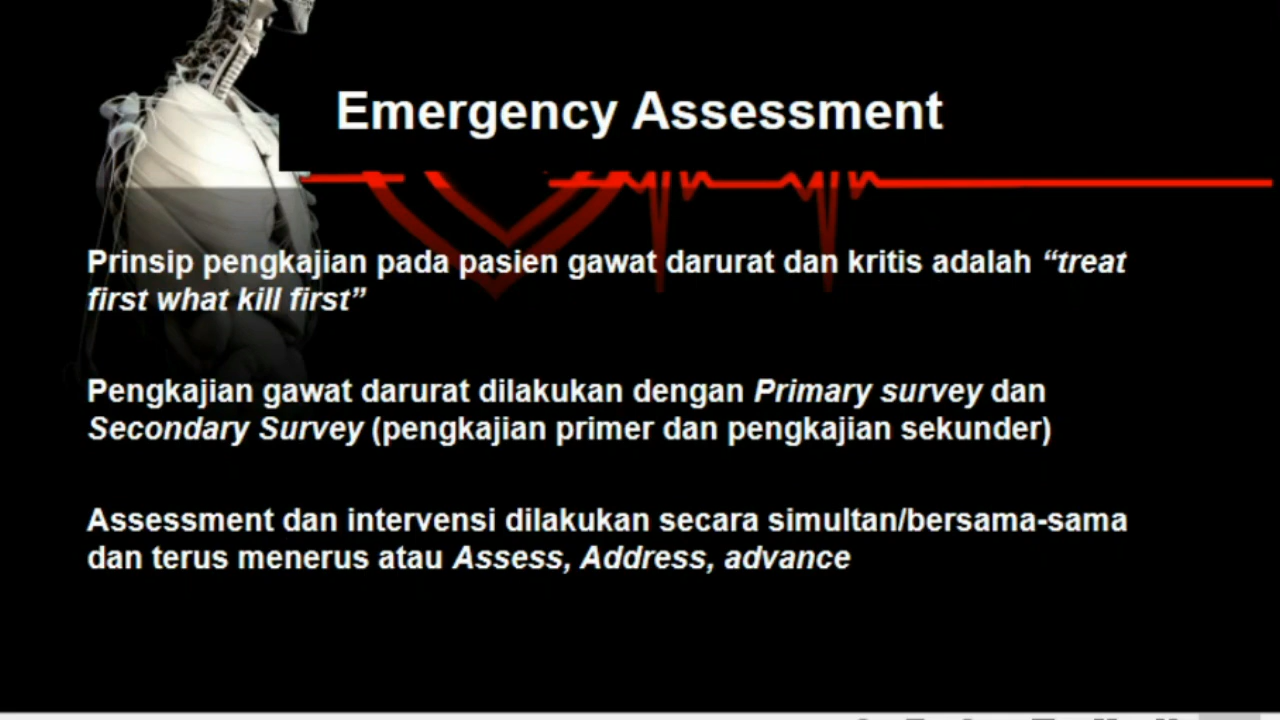 Emergency Assessment
Prinsip pengkajian pada pasien gawat darurat dan kritis adalah “treat
first what kill first”
Pengkajian gawat darurat dilakukan dengan Primary survey dan
Secondary Survey (pengkajian primer dan pengkajian sekunder)
Assessment dan intervensi dilakukan secara simultan/bersama-sama
dan terus menerus atau Assess, Address, advance